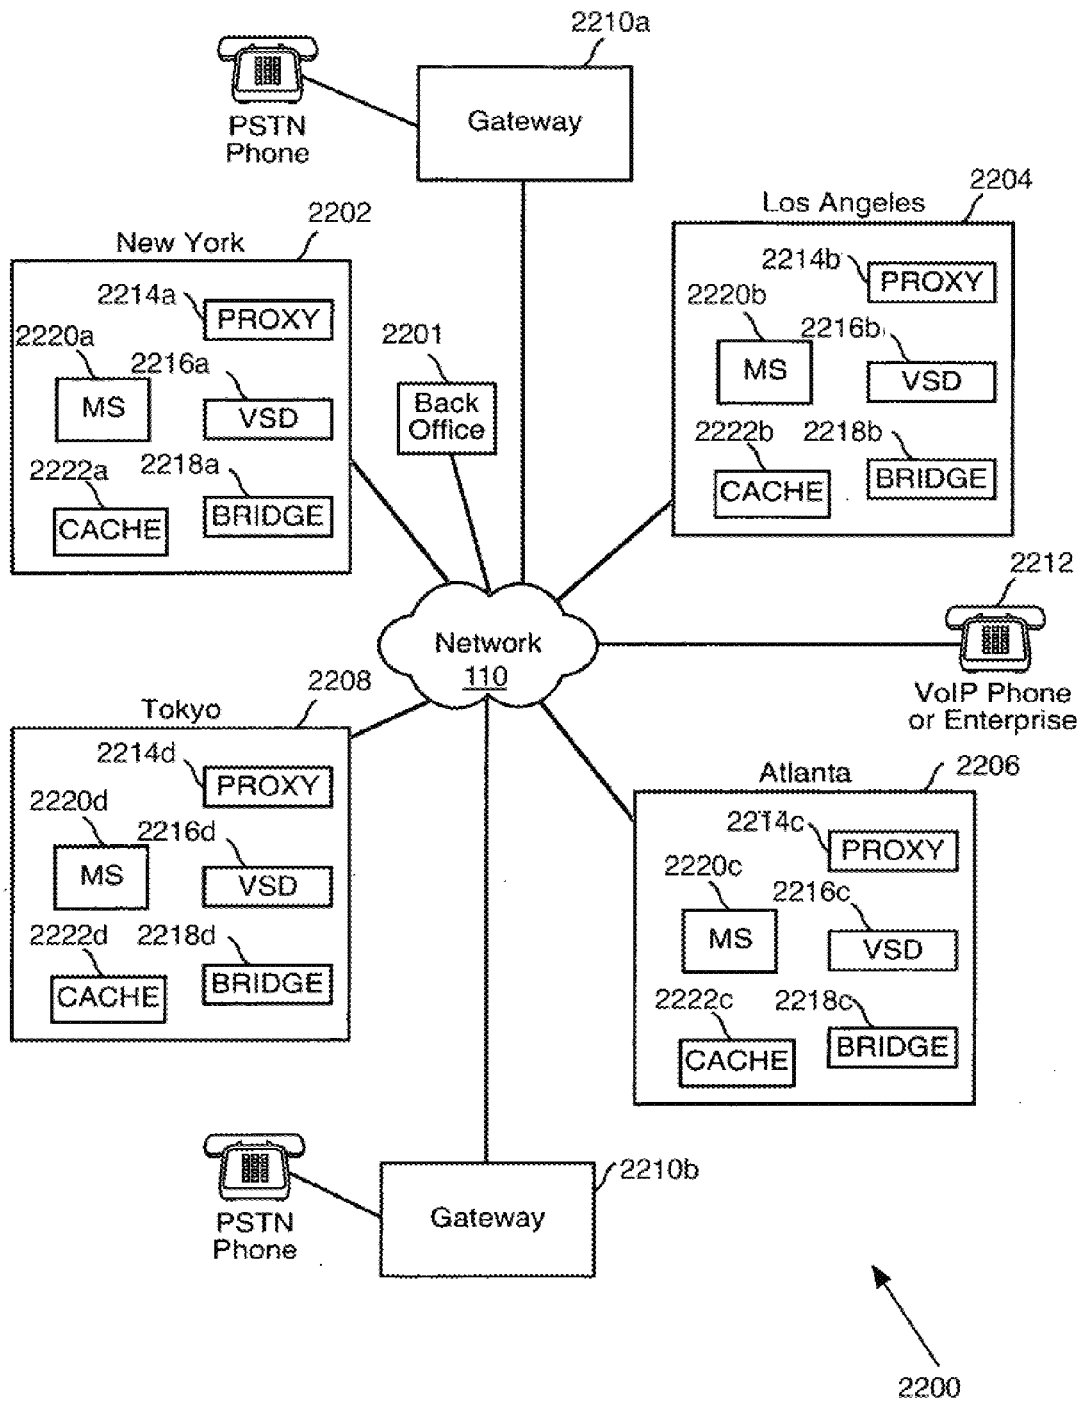 2210a
PSTN
Phone
Gateway
2204
Los Angeles
2202
New York
2214a
PROXY
2220a
2216a
MS
VSD
2222a
2218a
CACHE
BRIDGE
2201
Back
Office
2214b
PROXY
2220b
2216b
MS
VSD
2222b
2218b
CACHE
BRIDGE
Network
110
2212
VoIP Phone
or Enterprise
2208
Tokyo
2214d
PROXY
2220d
2216d
MS
VSD
2222d
2218d
CACHE
BRIDGE
2206
Atlanta
2214c
PROXY
2220c
2216c
MS
VSD
2222c
2218c
CACHE
BRIDGE
PSTN
Phone
2210b
Gateway
2200